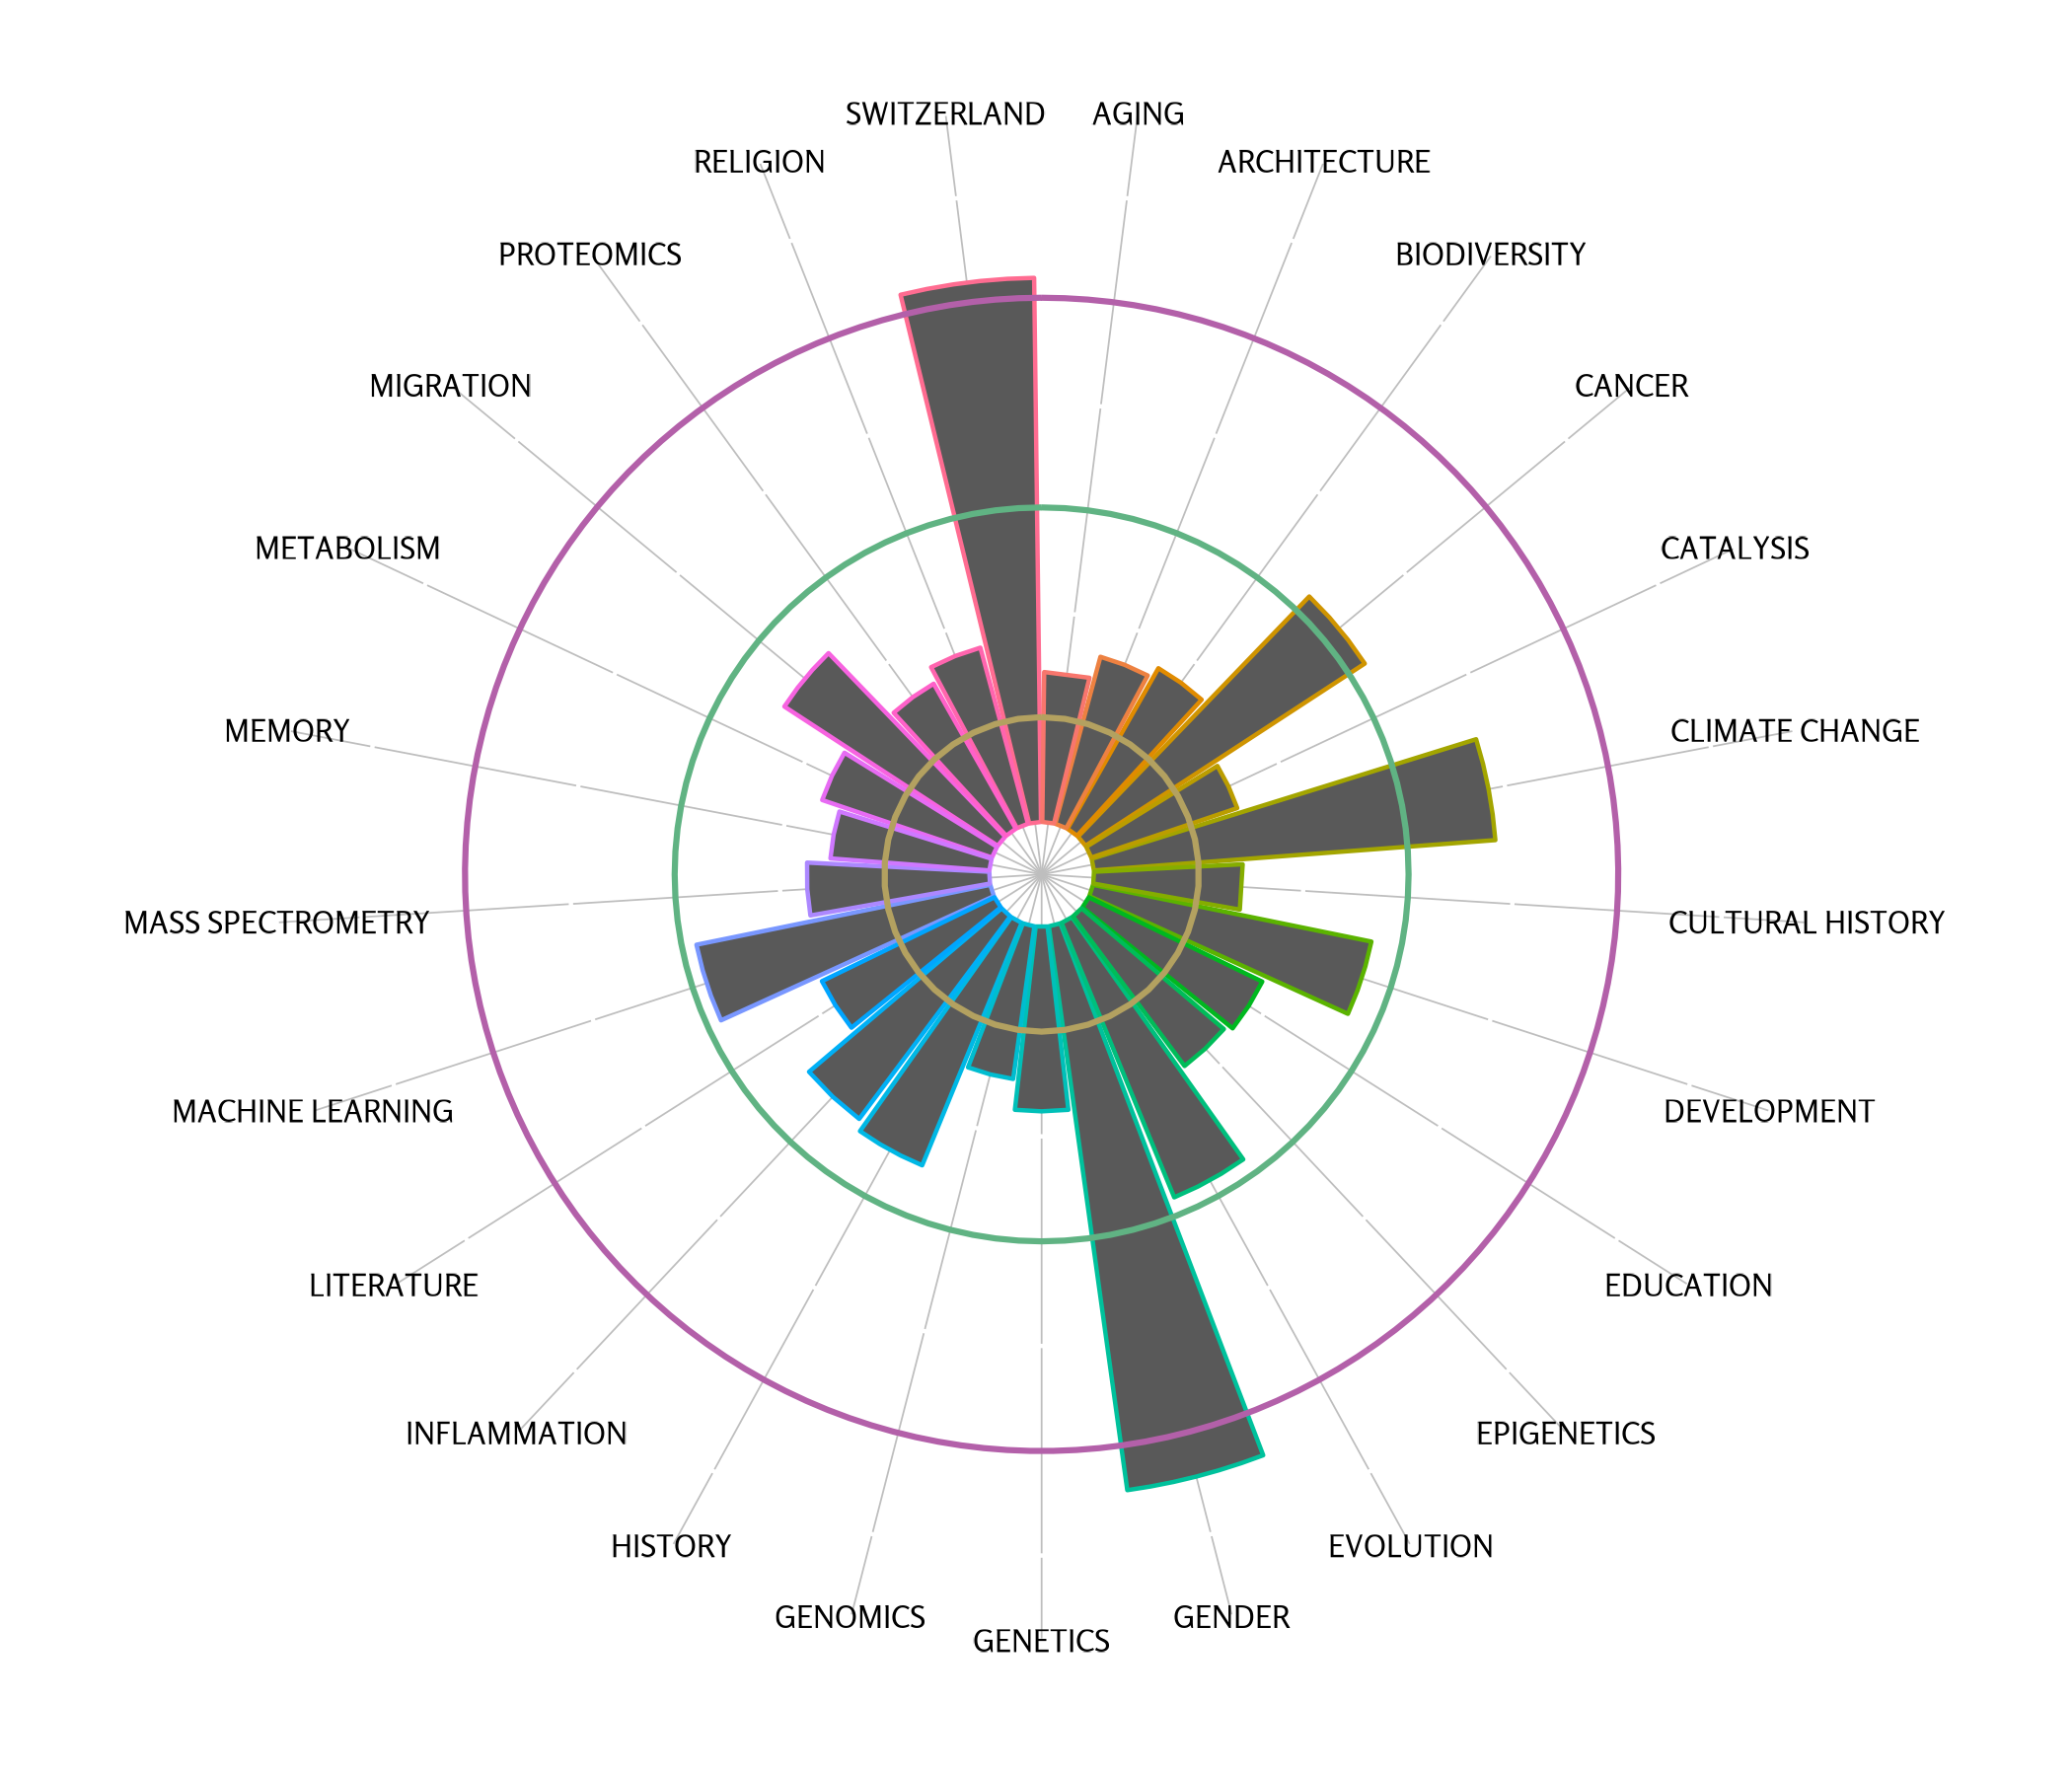 SWITZERLAND
AGING
RELIGION
ARCHITECTURE
PROTEOMICS
BIODIVERSITY
MIGRATION
CANCER
METABOLISM
CATALYSIS
MEMORY
CLIMATE CHANGE
MASS SPECTROMETRY
CULTURAL HISTORY
MACHINE LEARNING
DEVELOPMENT
LITERATURE
EDUCATION
INFLAMMATION
EPIGENETICS
HISTORY
EVOLUTION
GENOMICS
GENDER
GENETICS